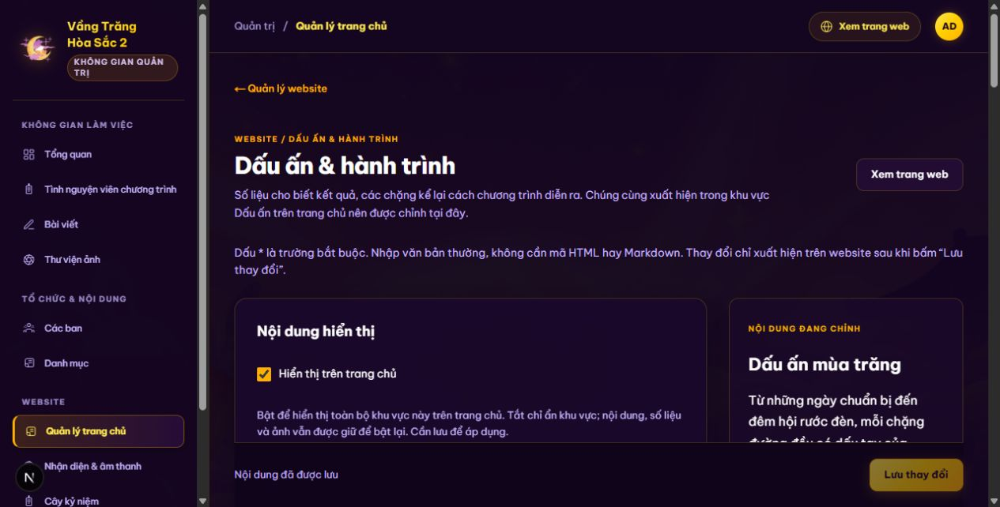 Vầng Trăng
Hòa Sắc 2
KHÔNG GIAN QUẢN
TRỊ
KHÔNG GIAN LÀM VIỆC
Tổng quan
Tình nguyện viên chương trình
Bài viết
Thư viện ảnh
TỔ CHỨC & NỘI DUNG
Các ban
Danh mục
WEBSITE
Quản lý trang chủ
Nhận diện & âm thanh
N
Cây kỷ niệm
Quản trị / Quản lý trang chủ
Xem trang web
AD
← Quản lý website
WEBSITE / DẤU ẤN & HÀNH TRÌNH
Dấu ấn & hành trình
Số liệu cho biết kết quả, các chặng kể lại cách chương trình diễn ra. Chúng cùng xuất hiện trong khu vực
Dấu ấn trên trang chủ nên được chỉnh tại đây.
Xem trang web
Dấu * là trường bắt buộc. Nhập văn bản thường, không cần mã HTML hay Markdown. Thay đổi chỉ xuất hiện trên website sau khi bấm “Lưu
thay đổi”.
Nội dung hiển thị
Hiển thị trên trang chủ
Bật để hiển thị toàn bộ khu vực này trên trang chủ. Tắt chỉ ẩn khu vực; nội dung, số liệu
và ảnh vẫn được giữ để bật lại. Cần lưu để áp dụng.
NỘI DUNG ĐANG CHỈNH
Dấu ấn mùa trăng
Từ những ngày chuẩn bị đến
đêm hội rước đèn, mỗi chặng
đường đều có dấu tay của
Nội dung đã được lưu
Lưu thay đổi